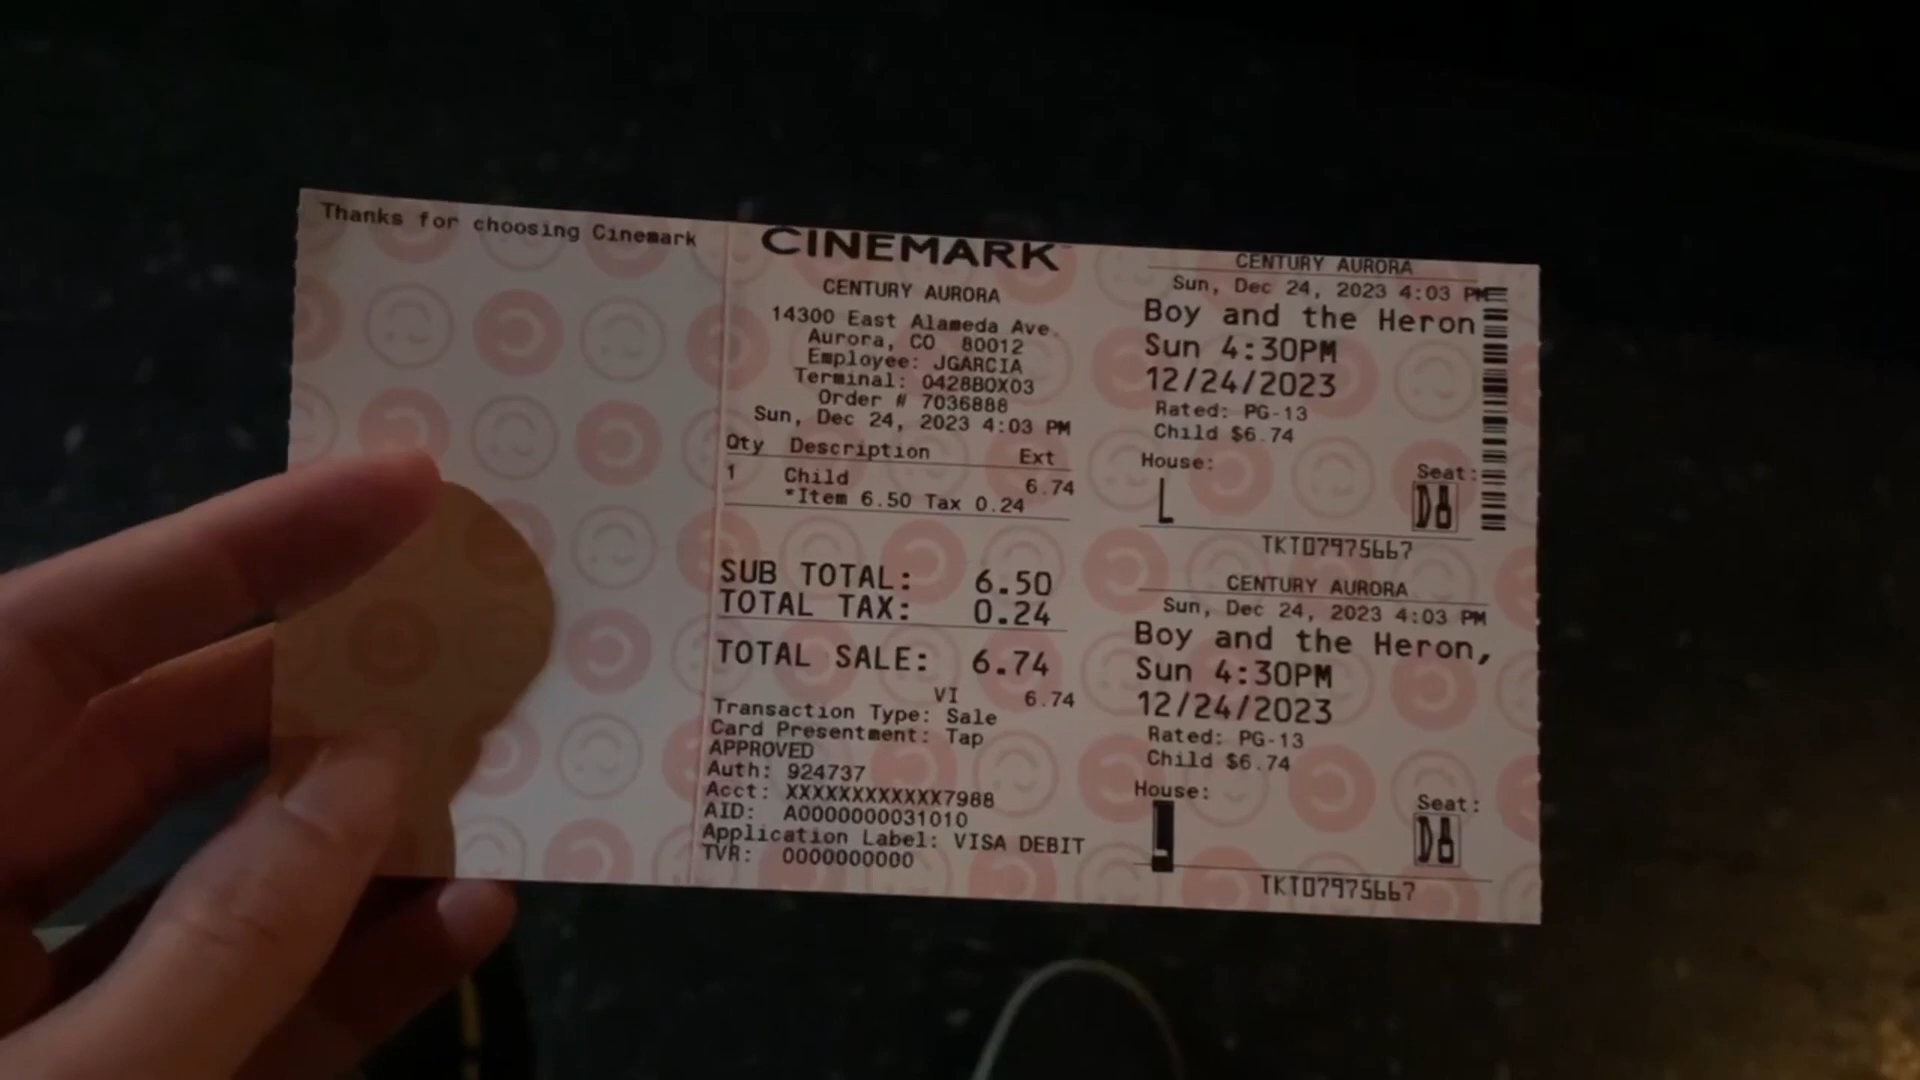 Thanks for choosing Cinemark
CINEMARK
CENTURY AURORA
14300 East Alameda Ave.
Aurora, CO 80012
Employee: JGARCIA
Terminal: 0428BOX03
Order # 7036888
Sun, Dec 24, 2023 4:03 PM
Qty Description Ext
1 Child 6.74
*Item 6.50 Tax 0.24
SUB TOTAL: 6.50
TOTAL TAX: 0.24
TOTAL SALE: 6.74
VI 6.74
Transaction Type: Sale
Card Presentment: Tap
APPROVED
Auth: 924737
Acct: XXXXXXXXXXXX7988
AID: A0000000031010
Application Label: VISA DEBIT
TVR: 0000000000
CENTURY AURORA
Sun, Dec 24, 2023 4:03 PM
Boy and the Heron
Sun 4:30PM
12/24/2023
Rated: PG-13
Child $6.74
House: Seat:
L D8
TKT07975667
CENTURY AURORA
Sun, Dec 24, 2023 4:03 PM
Boy and the Heron,
Sun 4:30PM
12/24/2023
Rated: PG-13
Child $6.74
House: Seat:
L D8
TKT07975667